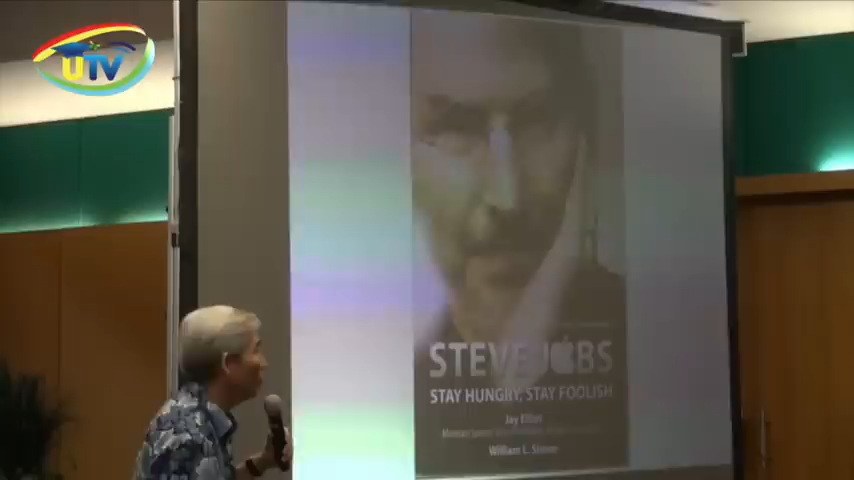 UTV
STEVE JOBS
STAY HUNGRY, STAY FOOLISH
Jay Elliot
William L. Simon